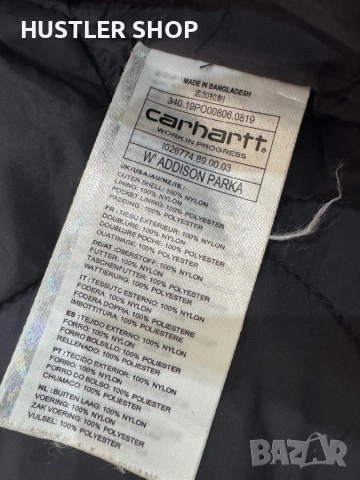 HUSTLER SHOP
MADE IN BANGLADESH
孟加拉制
340.19PO00806.0819
carhartt
WORK IN PROGRESS
I026774.89.00.03
W' ADDISON PARKA
UK/USA/AU/NZ/IE:
OUTER SHELL: 100% NYLON
LINING: 100% NYLON
POCKET LINING: 100% POLYESTER
PADDING: 100% POLYESTER
FR: TISSU EXTERIEUR: 100% NYLON
DOUBLURE: 100% NYLON
DOUBLURE POCHE: 100% POLYESTER
OUATINAGE: 100% POLYESTER
DE/AT: OBERSTOFF: 100% NYLON
FUTTER: 100% NYLON
TASCHENFUTTER: 100% POLYESTER
WATTIERUNG: 100% POLYESTER
IT: TESSUTO ESTERNO: 100% NYLON
FODERA: 100% NYLON
FODERA DOPPIA: 100% POLIESTERE
IMBOTTITURA: 100% POLIESTERE
ES: TEJIDO EXTERNO: 100% NYLON
FORRO: 100% NYLON
FORRO BOLSILLO: 100% POLIESTER
RELLENADO: 100% POLIESTER
PT: TECIDO EXTERIOR: 100% NYLON
FORRO: 100% NYLON
FORRO DO BOLSO: 100% POLIESTER
CHUMACO: 100% POLIESTER
NL: BUITEN LAAG: 100% NYLON
VOERING: 100% NYLON
ZAK VOERING: 100% POLYESTER
VULSEL: 100% POLYESTER
BAZAR